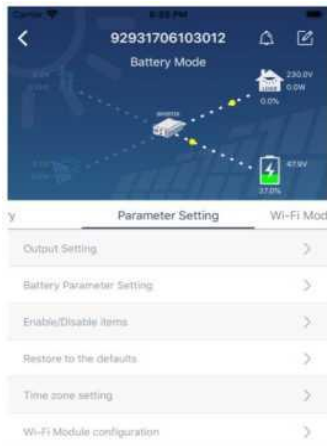 92931706103012
Battery Mode
230.0V
LOAD
0.0W
0.0%
47.9V
37.0%
y
Parameter Setting
Wi-Fi Mod
Output Setting
Battery Parameter Setting
Enable/Disable items
Restore to the defaults
Time zone setting
Wi-Fi Module configuration